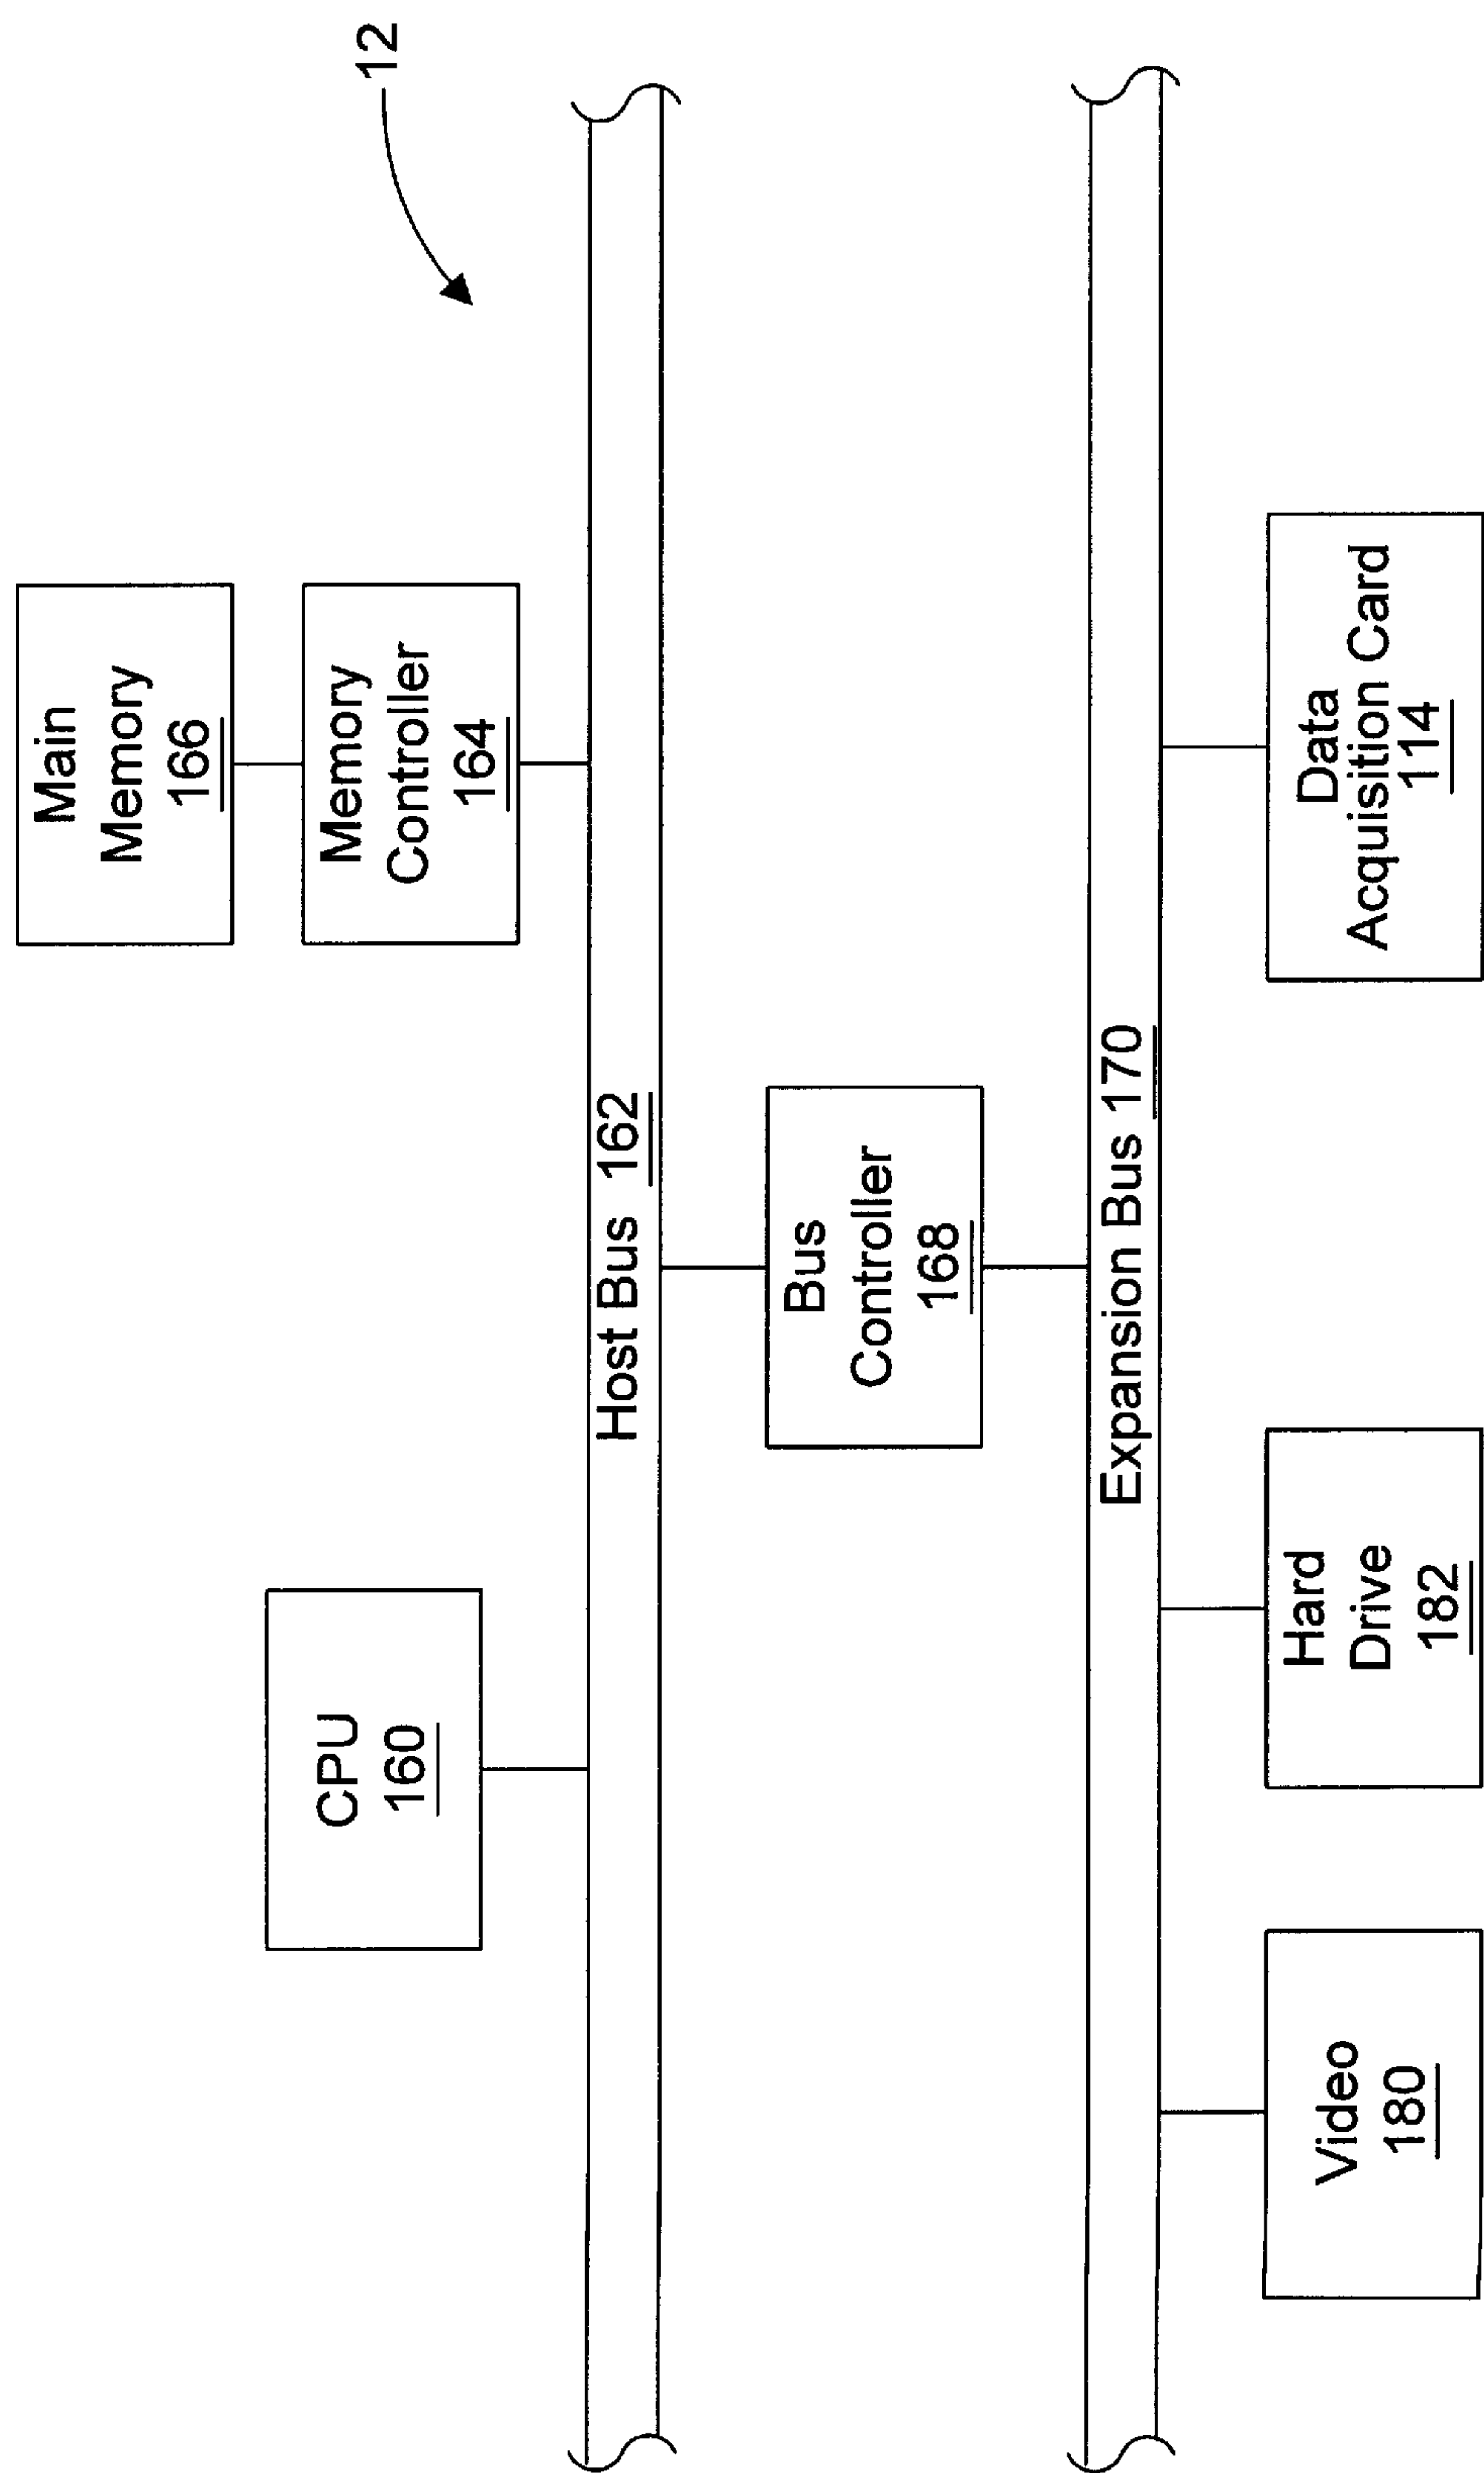 12
Main
Memory
166
Memory
Controller
164
CPU
160
Host Bus 162
Bus
Controller
168
Expansion Bus 170
Video
180
Hard
Drive
182
Data
Acquisition Card
114